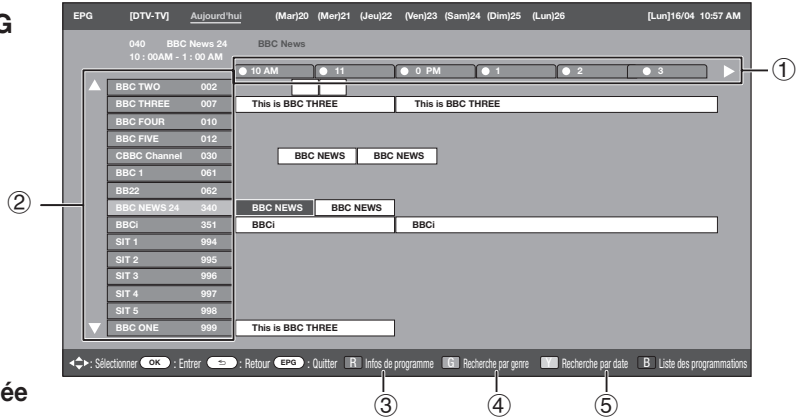 G
EPG [DTV-TV] Aujourd'hui (Mar)20 (Mer)21 (Jeu)22 (Ven)23 (Sam)24 (Dim)25 (Lun)26 [Lun]16/04 10:57 AM
040 BBC News 24 BBC News
10 : 00AM - 1 : 00 AM
10 AM 11 0 PM 1 2 3
①
BBC TWO 002
BBC THREE 007 This is BBC THREE This is BBC THREE
BBC FOUR 010
BBC FIVE 012
CBBC Channel 030 BBC NEWS BBC NEWS
BBC 1 061
BB22 062
②
BBC NEWS 24 340 BBC NEWS BBC NEWS
BBCi 351 BBCi BBCi
SIT 1 994
SIT 2 995
SIT 3 996
SIT 4 997
SIT 5 998
BBC ONE 999 This is BBC THREE
: Sélectionner OK : Entrer : Retour EPG : Quitter R Infos de programme G Recherche par genre Y Recherche par date B Liste des programmations
ée
③ ④ ⑤